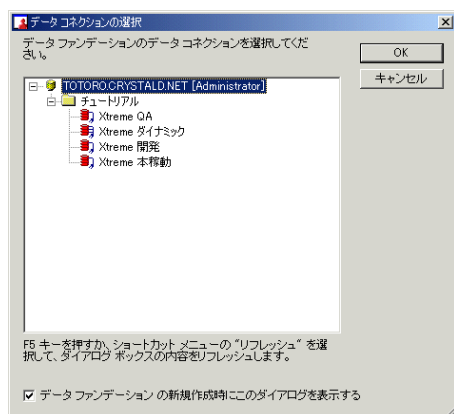 データ コネクションの選択
データ ファンデーションのデータ コネクションを選択してくだ
さい。
OK
キャンセル
TOTORO.CRYSTALD.NET [Administrator]
チュートリアル
Xtreme QA
Xtreme ダイナミック
Xtreme 開発
Xtreme 本稼動
F5 キーを押すか、ショートカット メニューの "リフレッシュ" を選
択して、ダイアログ ボックスの内容をリフレッシュします。
データ ファンデーション の新規作成時にこのダイアログを表示する